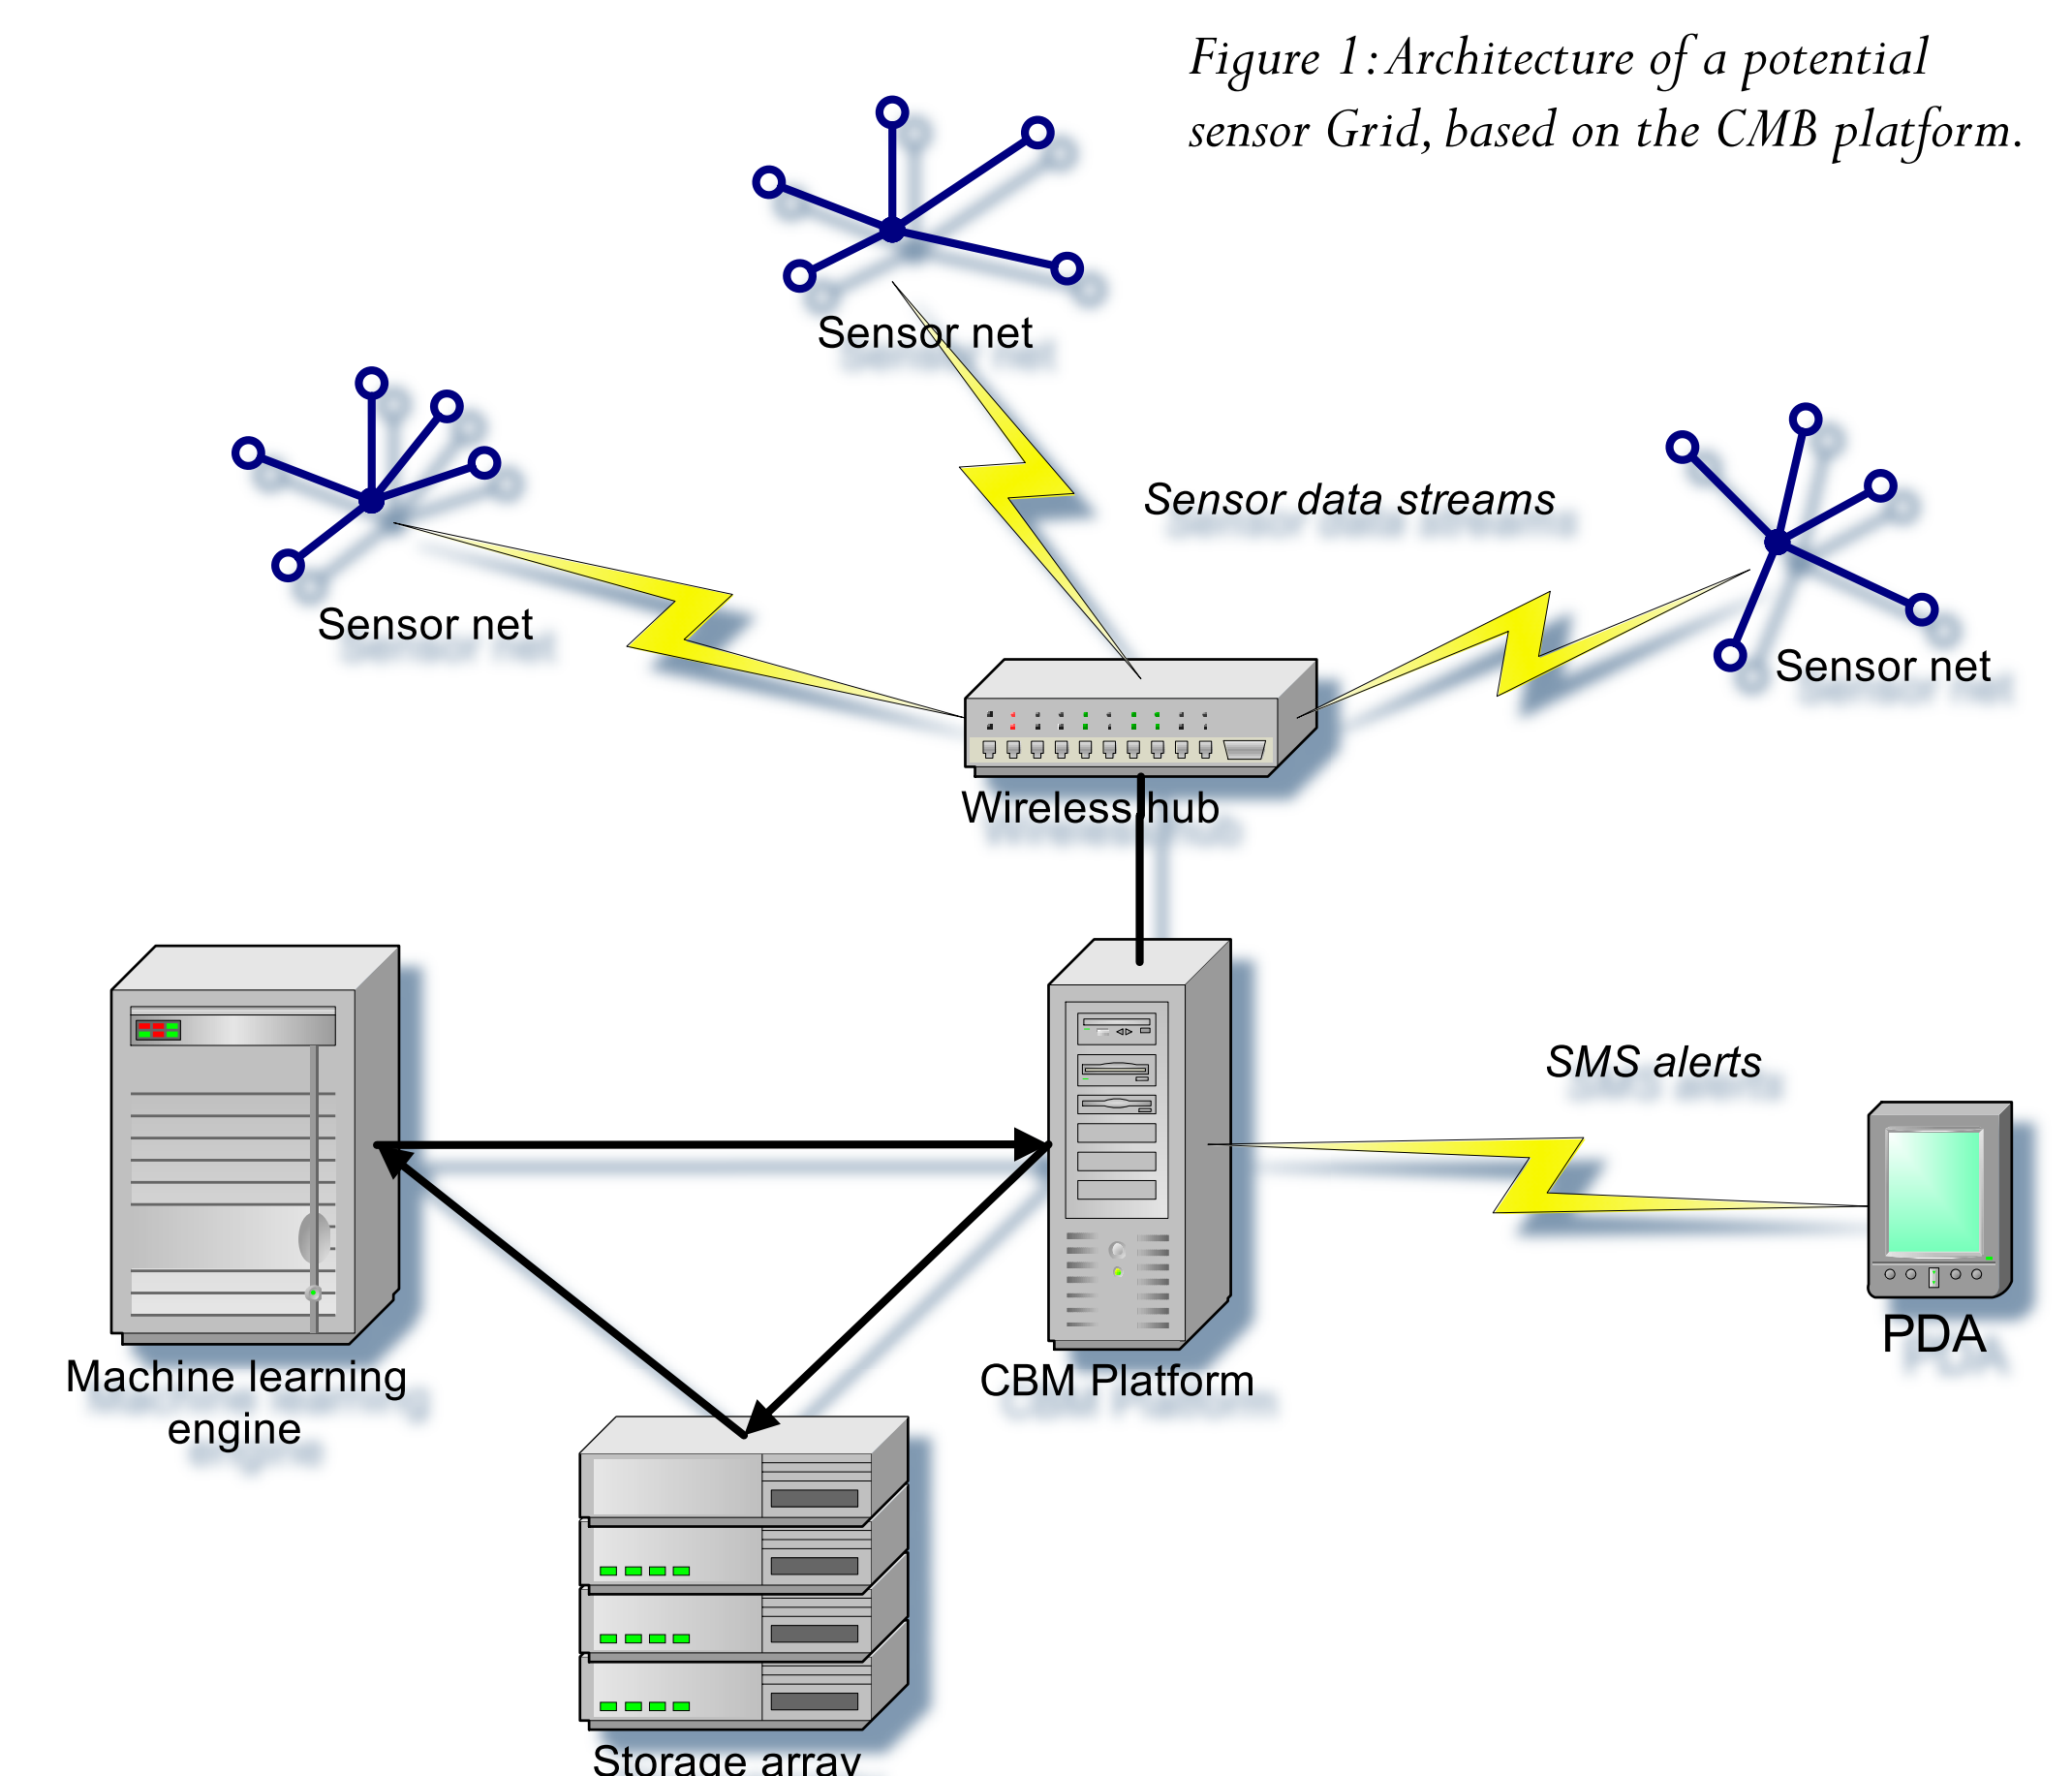 Figure 1: Architecture of a potential
sensor Grid, based on the CMB platform.
Sensor net
Sensor net
Sensor data streams
Sensor net
Wireless hub
SMS alerts
PDA
Machine learning
engine
CBM Platform
Storage array